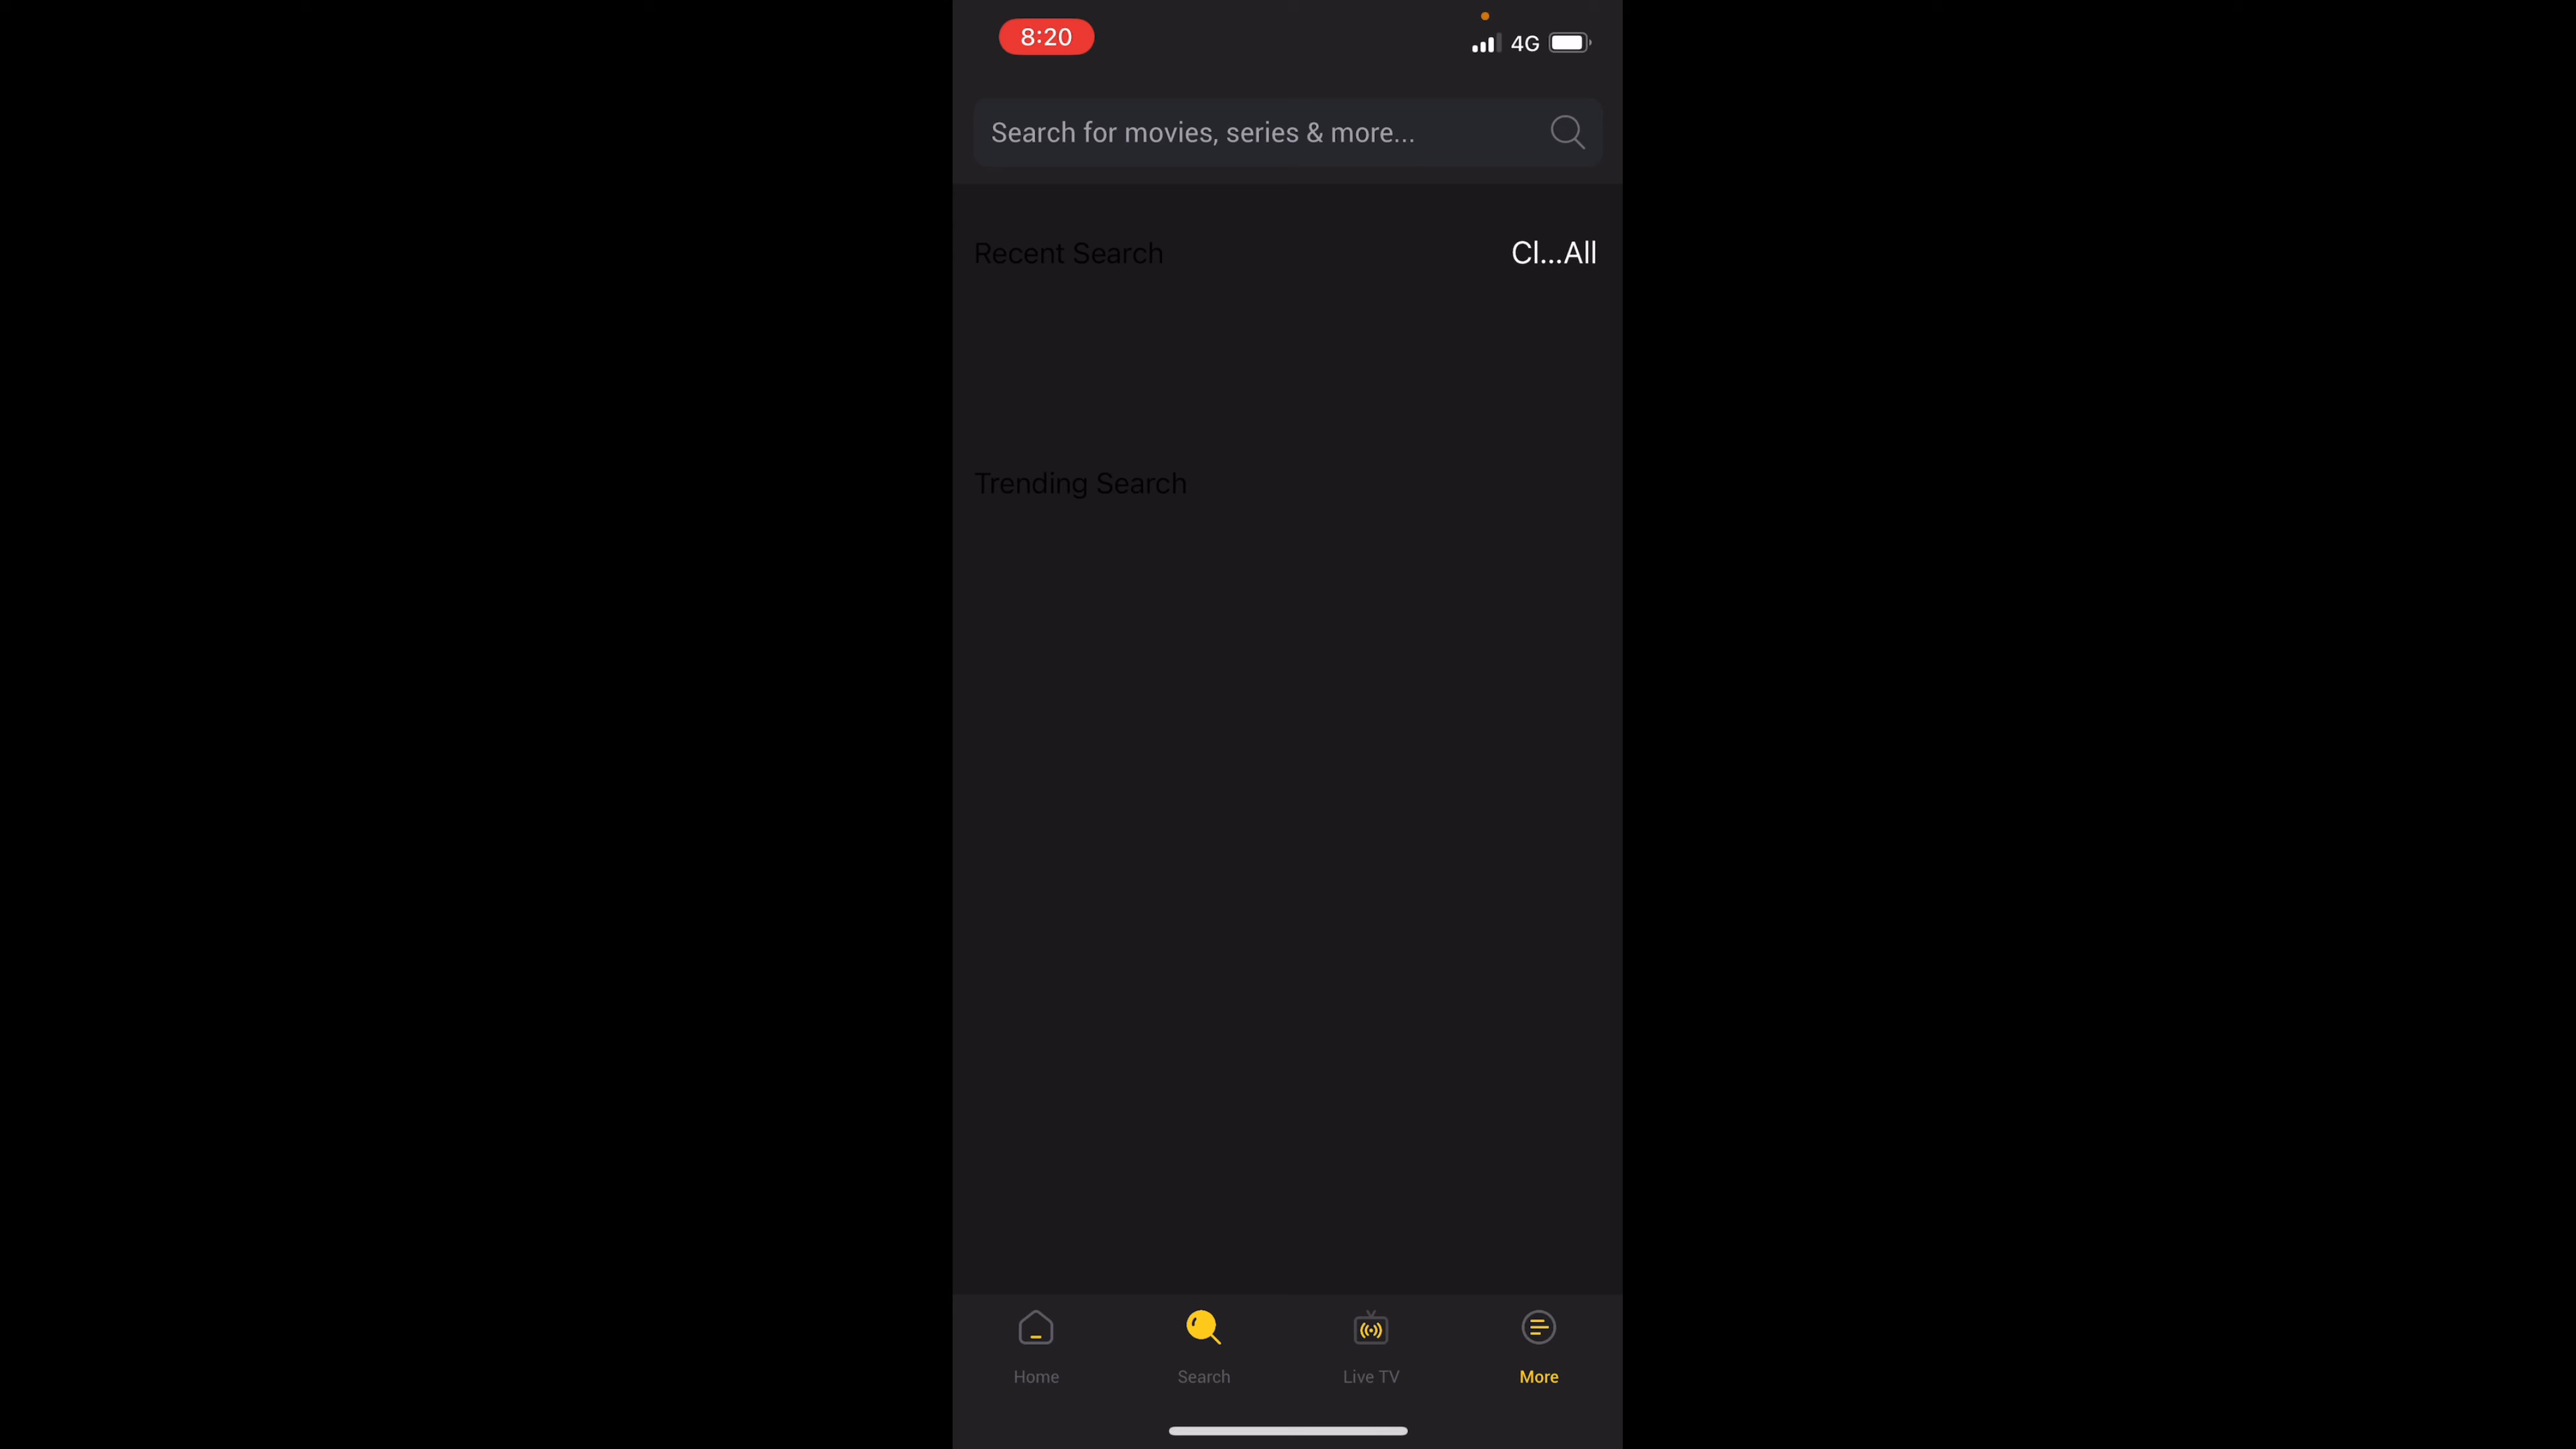 8:20
4G
Search for movies, series & more...
Recent Search
Cl...All
Trending Search
Home
Search
Live TV
More